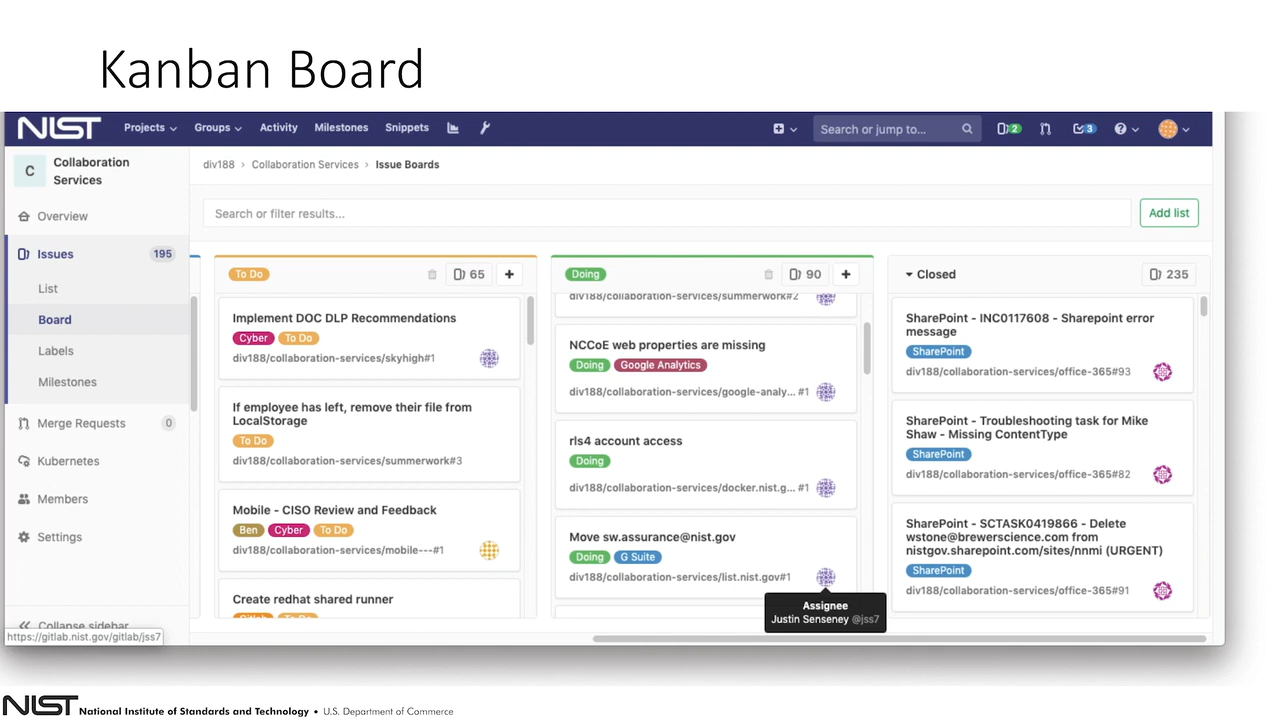 Kanban Board
NIST
Projects
Groups
Activity
Milestones
Snippets
Search or jump to...
2
3
C
Collaboration
Services
div188 › Collaboration Services › Issue Boards
Overview
Search or filter results...
Add list
Issues 195
List
Board
Labels
Milestones
Merge Requests 0
Kubernetes
Members
Settings
Collapse sidebar
https://gitlab.nist.gov/gitlab/jss7
To Do 65 +
Implement DOC DLP Recommendations
Cyber To Do
div188/collaboration-services/skyhigh#1
If employee has left, remove their file from
LocalStorage
To Do
div188/collaboration-services/summerwork#3
Mobile - CISO Review and Feedback
Ben Cyber To Do
div188/collaboration-services/mobile---#1
Create redhat shared runner
Gitlab To Do
Doing 90 +
div188/collaboration-services/summerwork#2
NCCoE web properties are missing
Doing Google Analytics
div188/collaboration-services/google-analy... #1
rls4 account access
Doing
div188/collaboration-services/docker.nist.g... #1
Move sw.assurance@nist.gov
Doing G Suite
div188/collaboration-services/list.nist.gov#1
Assignee
Justin Senseney @jss7
Closed 235
SharePoint - INC0117608 - Sharepoint error
message
SharePoint
div188/collaboration-services/office-365#93
SharePoint - Troubleshooting task for Mike
Shaw - Missing ContentType
SharePoint
div188/collaboration-services/office-365#82
SharePoint - SCTASK0419866 - Delete
wstone@brewerscience.com from
nistgov.sharepoint.com/sites/nnmi (URGENT)
SharePoint
div188/collaboration-services/office-365#91
NIST National Institute of Standards and Technology • U.S. Department of Commerce